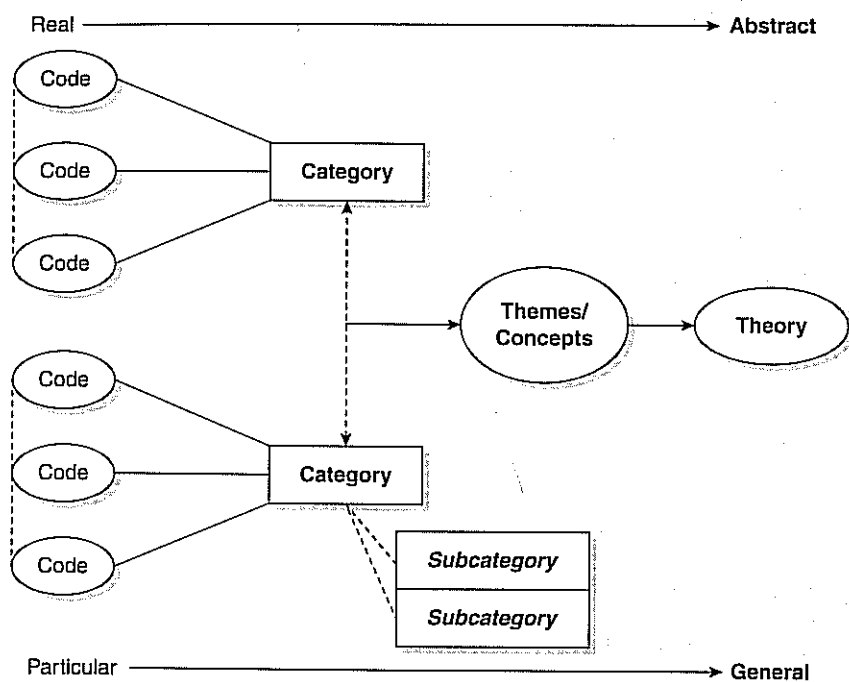 Real
Abstract
Code
Code
Category
Code
Themes/
Concepts
Theory
Code
Code
Category
Code
Subcategory
Subcategory
Particular
General